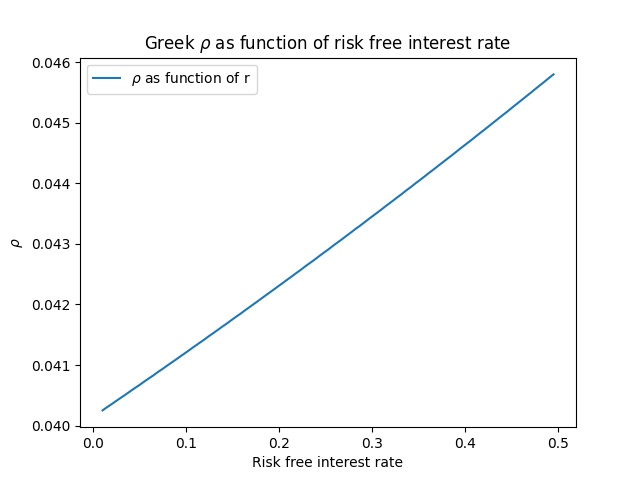 Greek ρ as function of risk free interest rate
ρ as function of r
0.046
0.045
0.044
0.043
0.042
0.041
0.040
ρ
0.0 0.1 0.2 0.3 0.4 0.5
Risk free interest rate